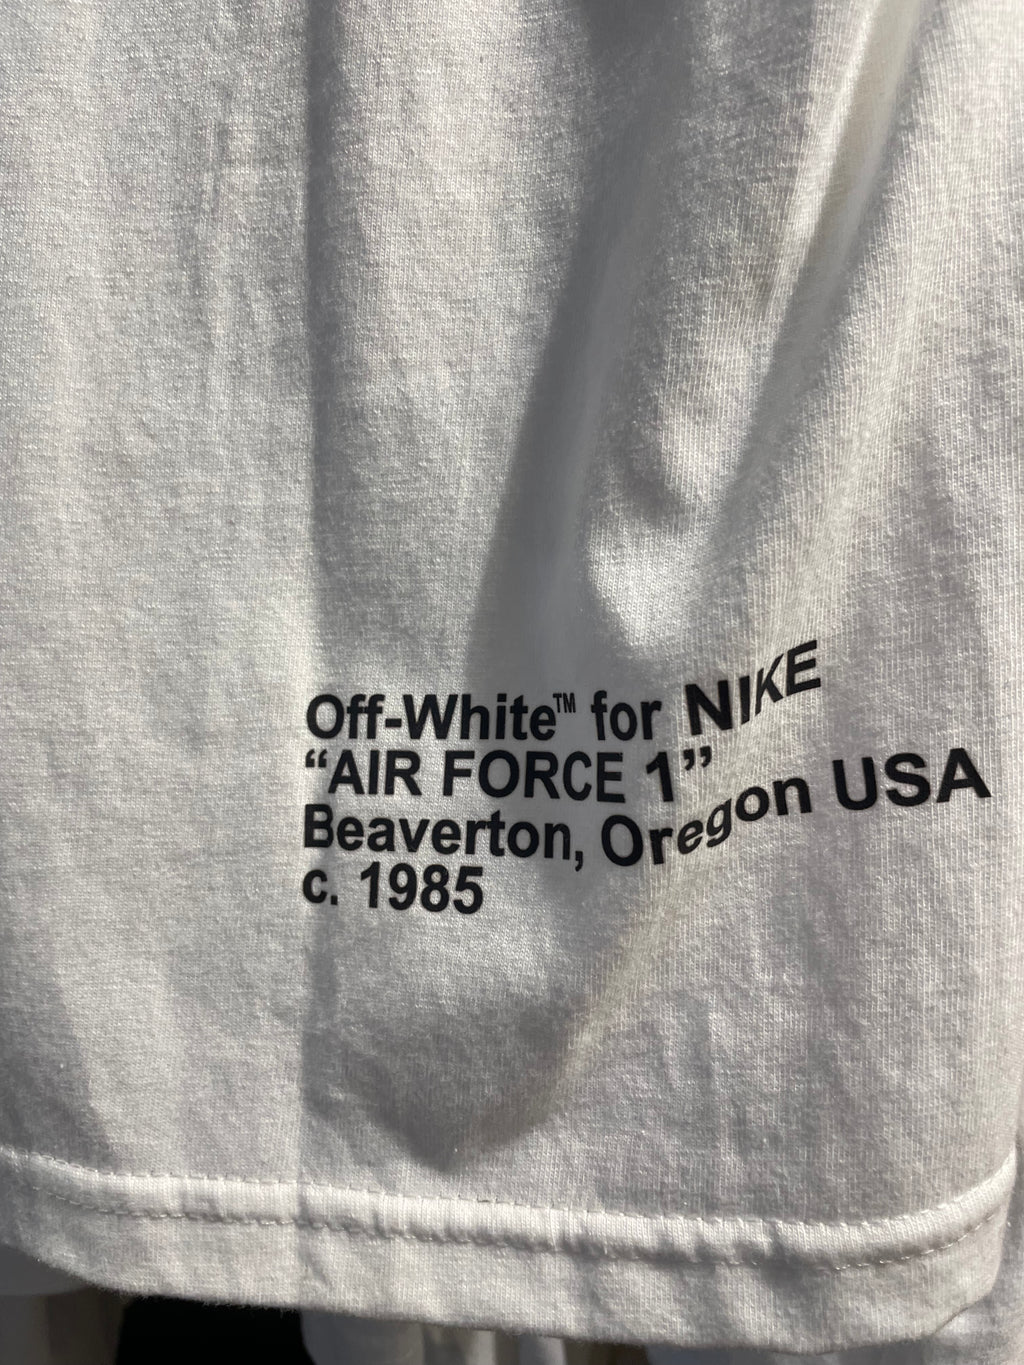 Off-White™ for NIKE
“AIR FORCE 1”
Beaverton, Oregon USA
c. 1985